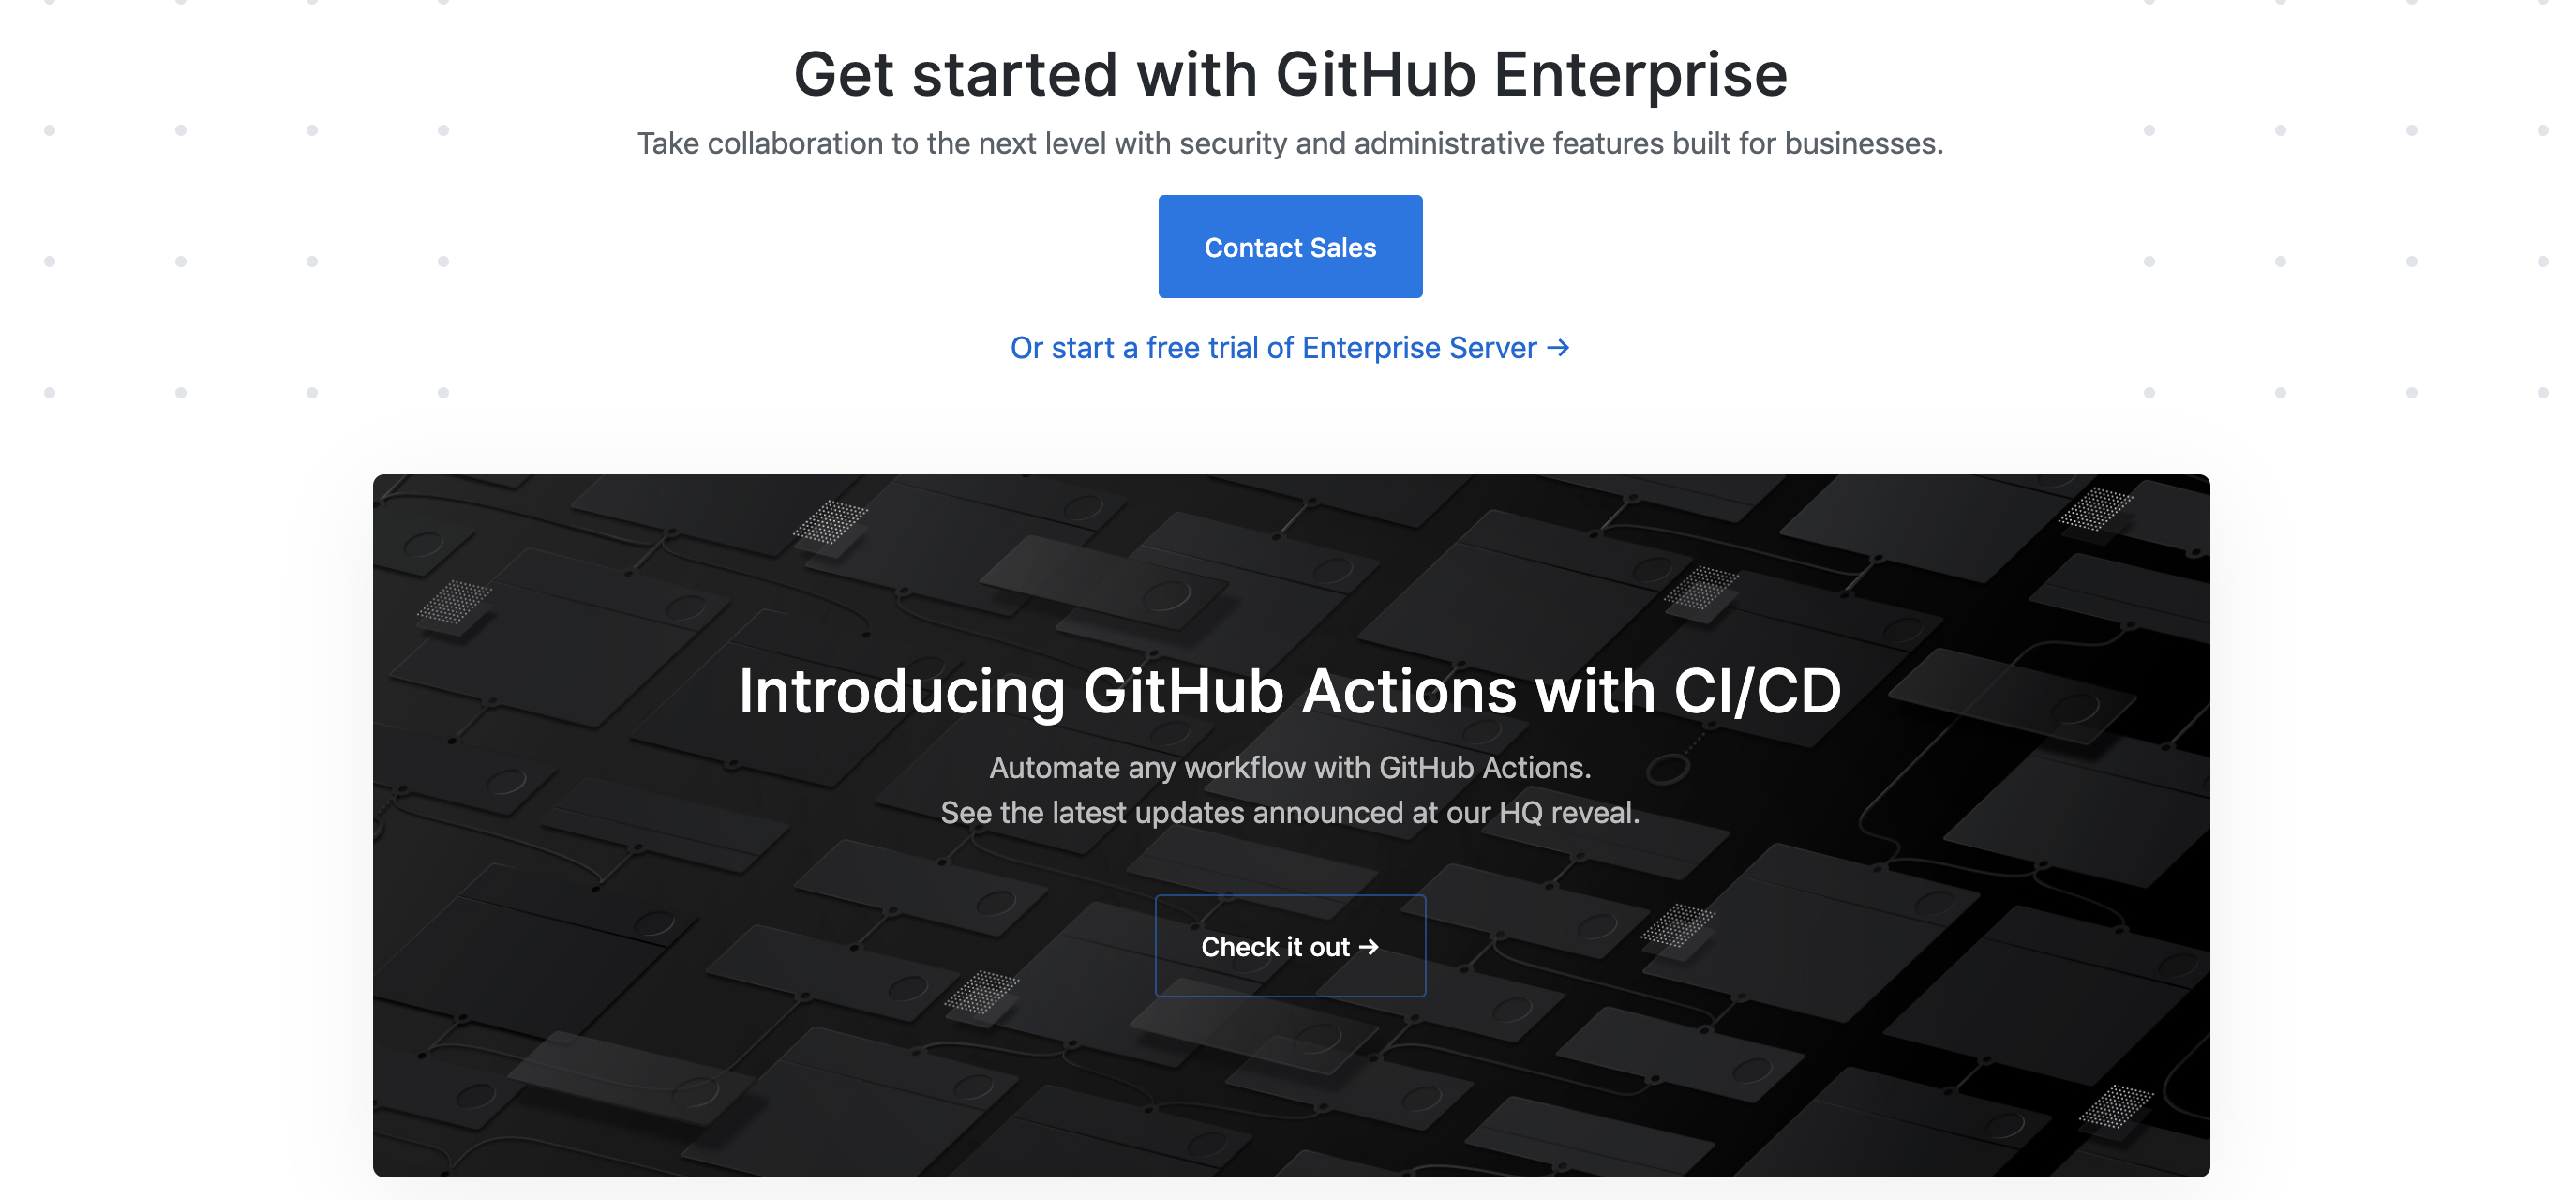 Get started with GitHub Enterprise
Take collaboration to the next level with security and administrative features built for businesses.
Contact Sales
Or start a free trial of Enterprise Server →
Introducing GitHub Actions with CI/CD
Automate any workflow with GitHub Actions.
See the latest updates announced at our HQ reveal.
Check it out →